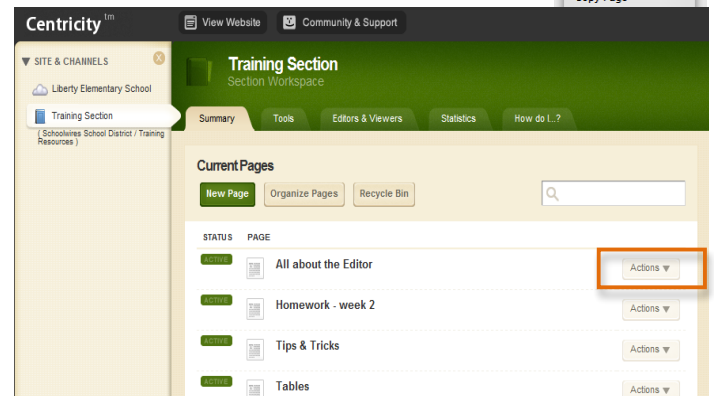 Copy Page
Centricity tm
View Website
Community & Support
SITE & CHANNELS
Liberty Elementary School
Training Section
( Schoolwires School District / Training
Resources )
Training Section
Section Workspace
Summary
Tools
Editors & Viewers
Statistics
How do I...?
Current Pages
New Page
Organize Pages
Recycle Bin
STATUS PAGE
ACTIVE All about the Editor Actions
ACTIVE Homework - week 2 Actions
ACTIVE Tips & Tricks Actions
ACTIVE Tables Actions